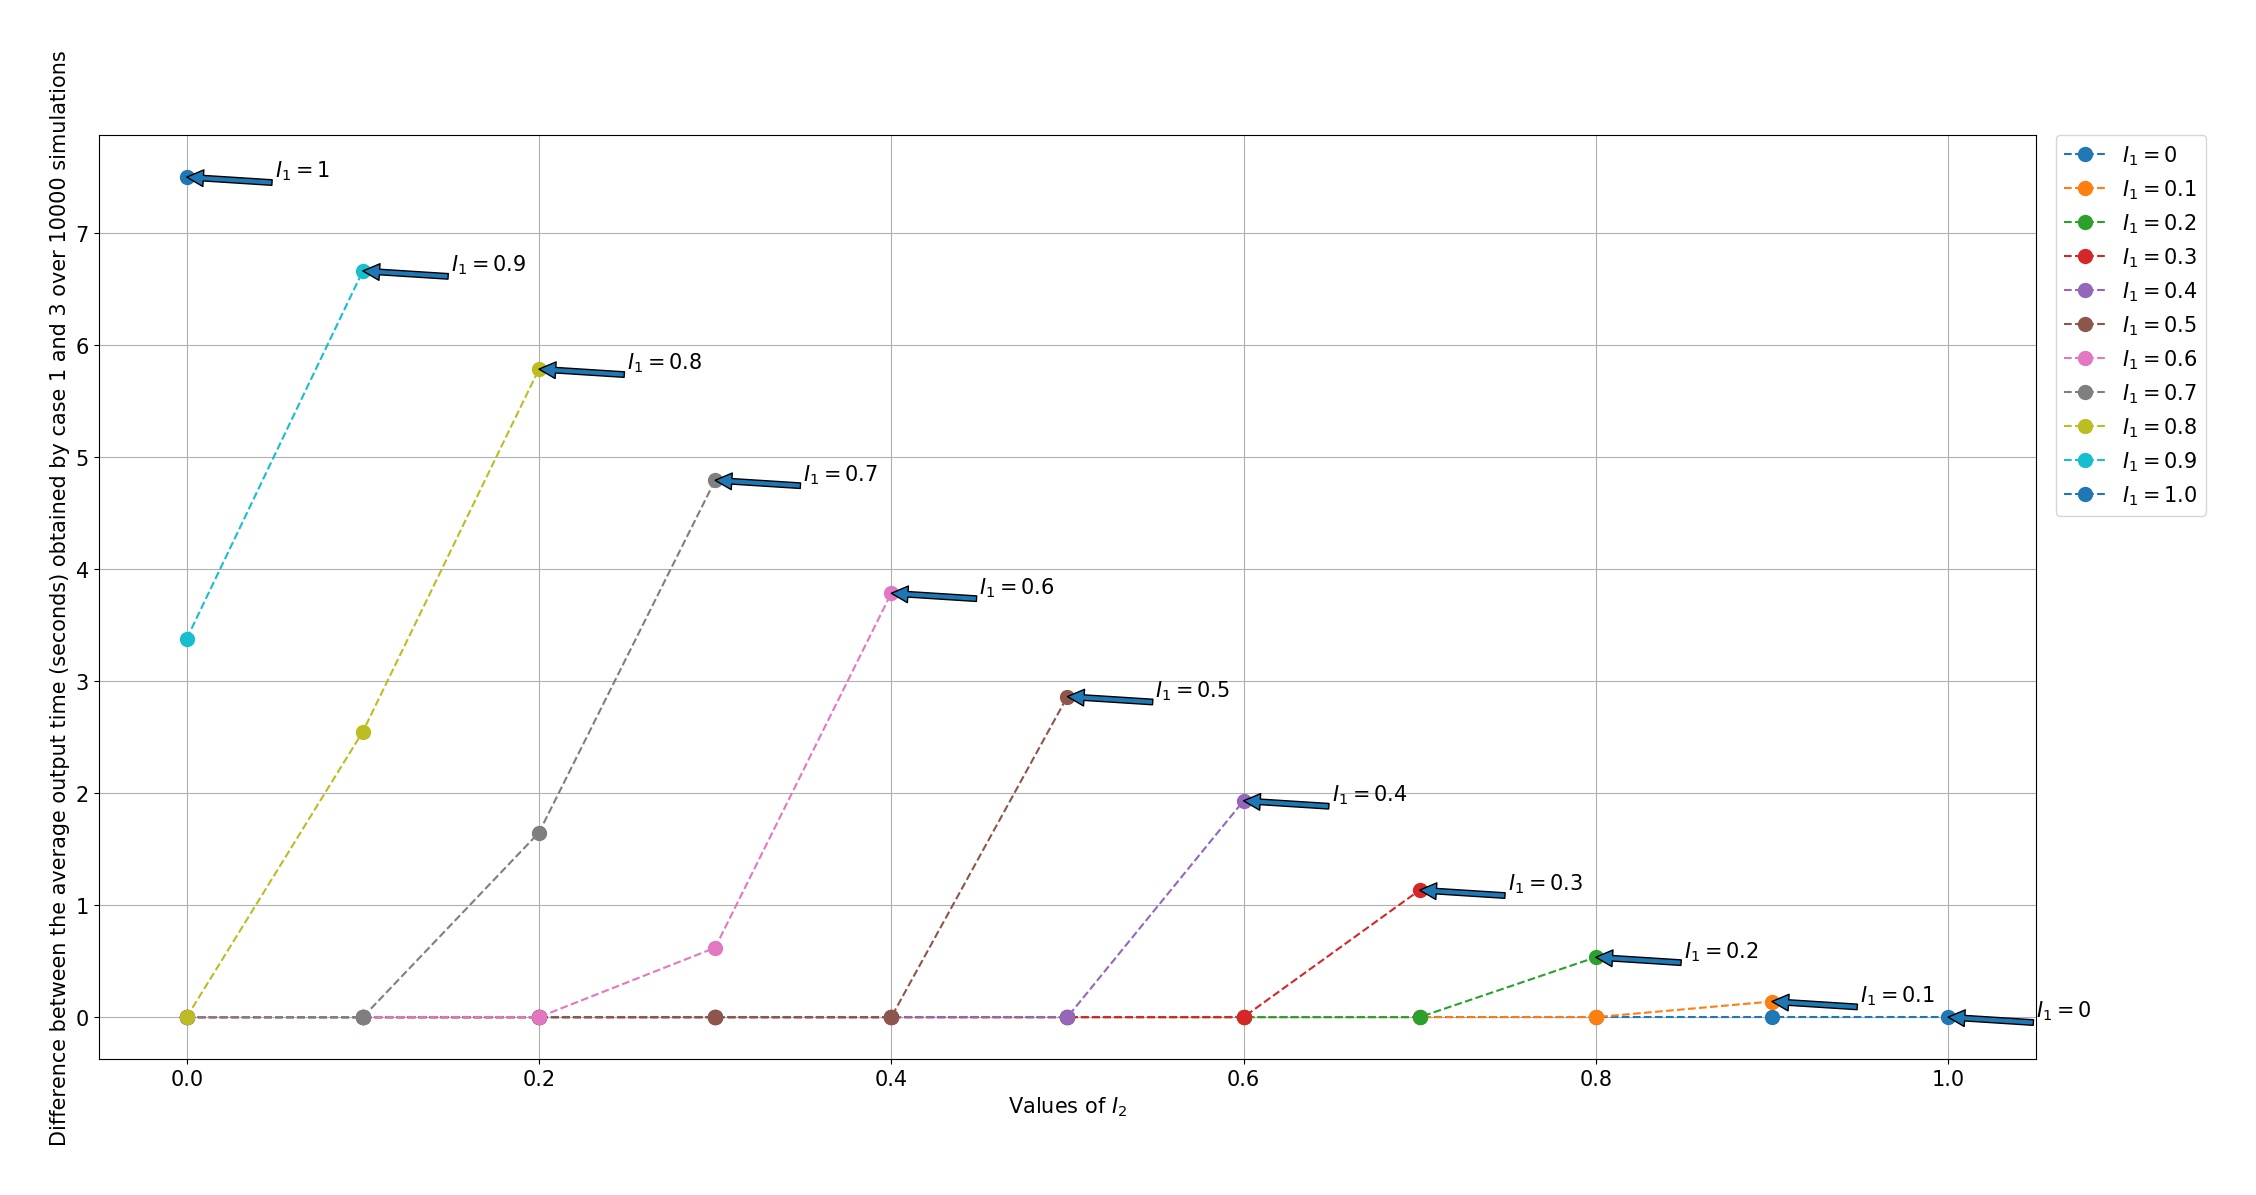 Difference between the average output time (seconds) obtained by case 1 and 3 over 10000 simulations
7
6
5
4
3
2
1
0
I₁ = 1
I₁ = 0.9
I₁ = 0.8
I₁ = 0.7
I₁ = 0.6
I₁ = 0.5
I₁ = 0.4
I₁ = 0.3
I₁ = 0.2
I₁ = 0.1
I₁ = 0
0.0 0.2 0.4 0.6 0.8 1.0
Values of I₂
I₁ = 0
I₁ = 0.1
I₁ = 0.2
I₁ = 0.3
I₁ = 0.4
I₁ = 0.5
I₁ = 0.6
I₁ = 0.7
I₁ = 0.8
I₁ = 0.9
I₁ = 1.0